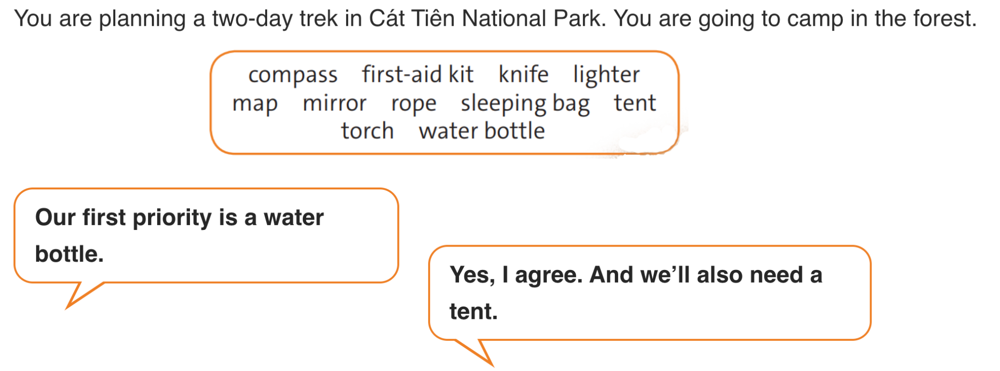 You are planning a two-day trek in Cát Tiên National Park. You are going to camp in the forest.
compass first-aid kit knife lighter
map mirror rope sleeping bag tent
torch water bottle
Our first priority is a water
bottle.
Yes, I agree. And we’ll also need a
tent.